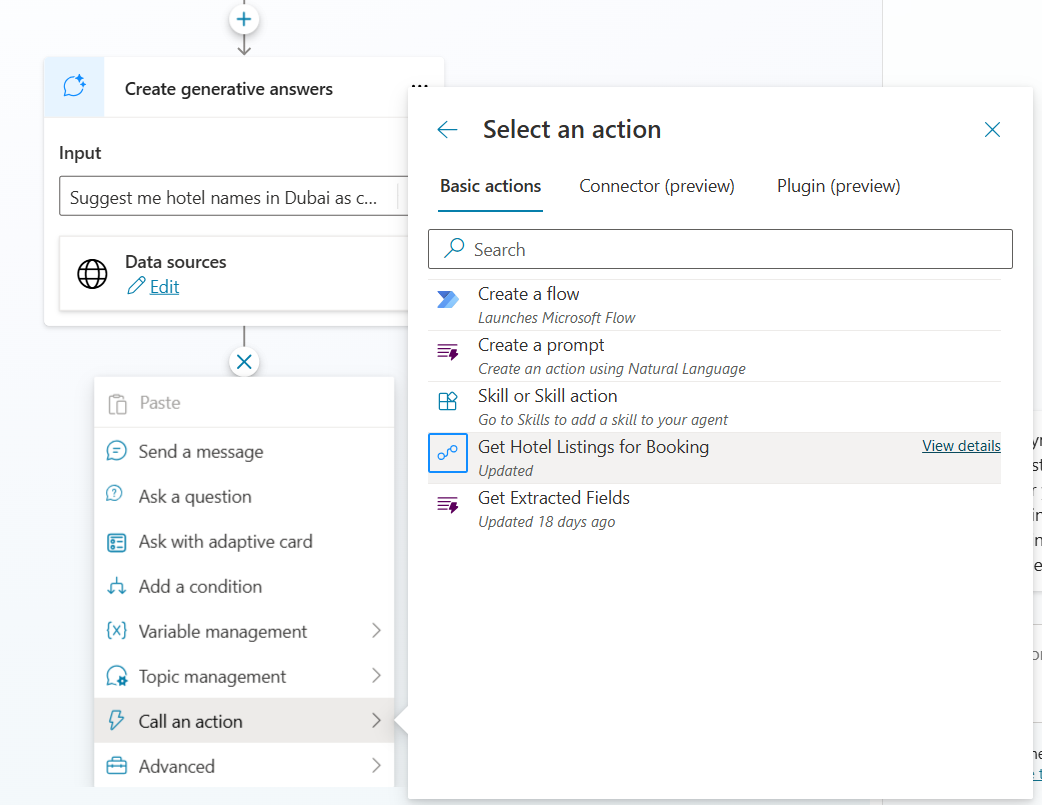 Create generative answers
...
Input
Suggest me hotel names in Dubai as c...
Data sources
Edit
Paste
Send a message
Ask a question
Ask with adaptive card
Add a condition
Variable management
Topic management
Call an action
Advanced
Select an action
Basic actions
Connector (preview)
Plugin (preview)
Search
Create a flow
Launches Microsoft Flow
Create a prompt
Create an action using Natural Language
Skill or Skill action
Go to Skills to add a skill to your agent
Get Hotel Listings for Booking
View details
Updated
Get Extracted Fields
Updated 18 days ago